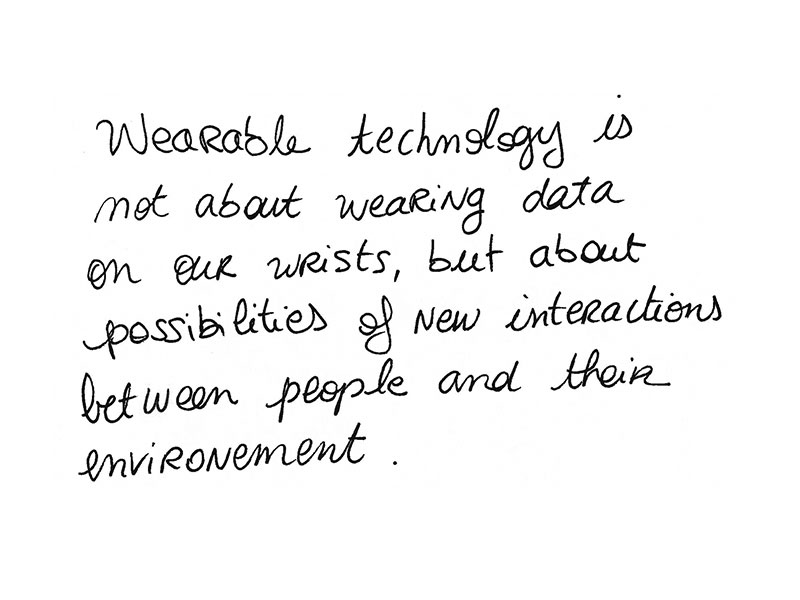 Wearable technology is
not about wearing data
on our wrists, but about
possibilities of new interactions
between people and their
environement.